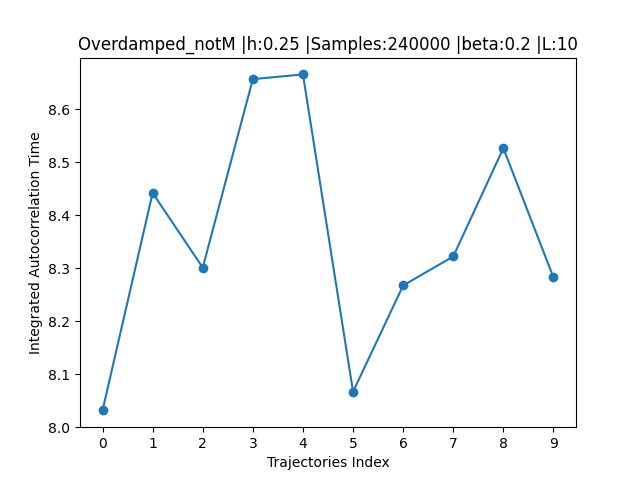 Overdamped_notM |h:0.25 |Samples:240000 |beta:0.2 |L:10
Integrated Autocorrelation Time
8.6
8.5
8.4
8.3
8.2
8.1
8.0
0 1 2 3 4 5 6 7 8 9
Trajectories Index